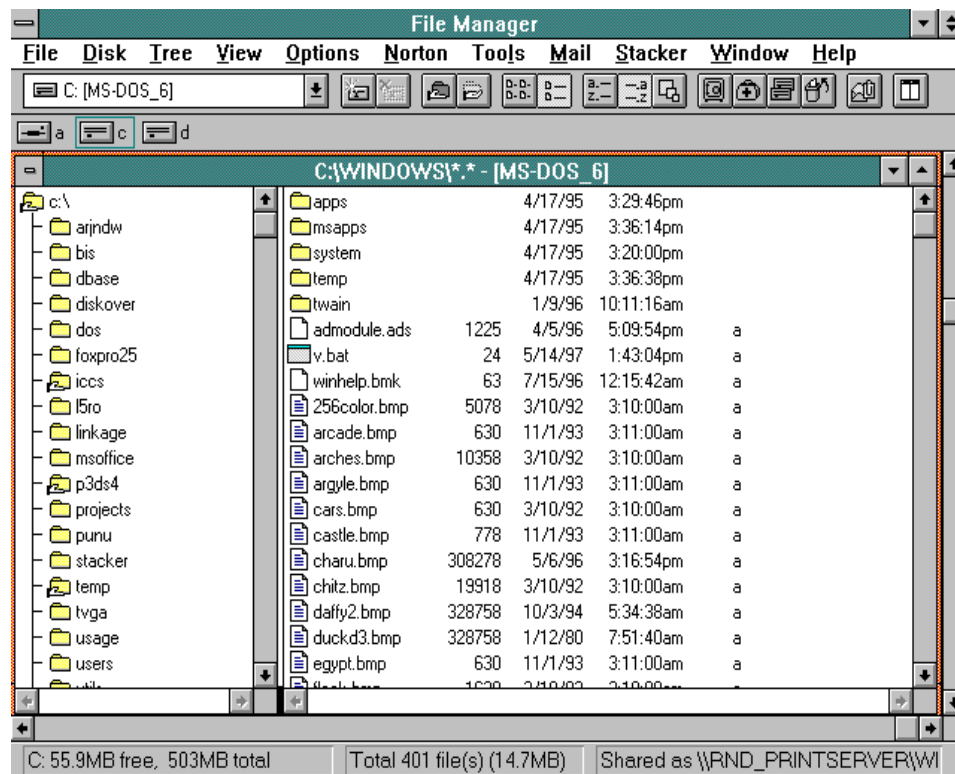 File Manager
File Disk Tree View Options Norton Tools Mail Stacker Window Help
C: [MS-DOS_6]
a c d
C:\WINDOWS\*.* - [MS-DOS_6]
c:\ apps 4/17/95 3:29:46pm
arjndw msapps 4/17/95 3:36:14pm
bis system 4/17/95 3:20:00pm
dbase temp 4/17/95 3:36:38pm
diskover twain 1/9/96 10:11:16am
dos admodule.ads 1225 4/5/96 5:09:54pm a
foxpro25 v.bat 24 5/14/97 1:43:04pm a
iccs winhelp.bmk 63 7/15/96 12:15:42am a
l5ro 256color.bmp 5078 3/10/92 3:10:00am a
linkage arcade.bmp 630 11/1/93 3:11:00am a
msoffice arches.bmp 10358 3/10/92 3:10:00am a
p3ds4 argyle.bmp 630 11/1/93 3:11:00am a
projects cars.bmp 630 3/10/92 3:10:00am a
punu castle.bmp 778 11/1/93 3:11:00am a
stacker charu.bmp 308278 5/6/96 3:16:54pm a
temp chitz.bmp 19918 3/10/92 3:10:00am a
tvga daffy2.bmp 328758 10/3/94 5:34:38am a
usage duckd3.bmp 328758 1/12/80 7:51:40am a
users egypt.bmp 630 11/1/93 3:11:00am a
C: 55.9MB free, 503MB total Total 401 file(s) (14.7MB) Shared as \\RND_PRINTSERVER\WI